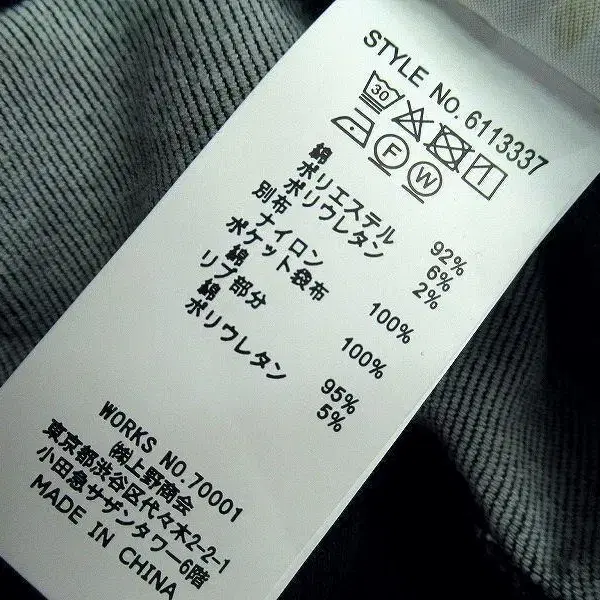 STYLE NO. 6113337
30
F W
綿 92%
ポリエステル 6%
ポリウレタン 2%
別布
ナイロン 100%
ポケット袋布
綿 100%
リブ部分
綿 95%
ポリウレタン 5%
WORKS NO.70001
㈱上野商会
東京都渋谷区代々木2-2-1
小田急サザンタワー6階
MADE IN CHINA